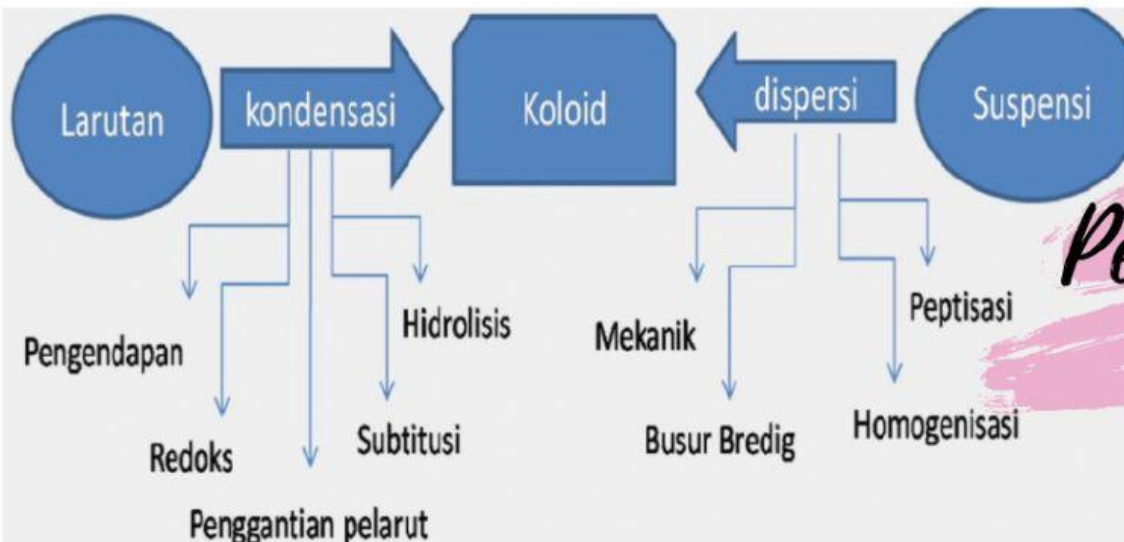 Larutan
kondensasi
Koloid
dispersi
Suspensi
Pengendapan
Redoks
Penggantian pelarut
Subtitusi
Hidrolisis
Mekanik
Busur Bredig
Homogenisasi
Peptisasi